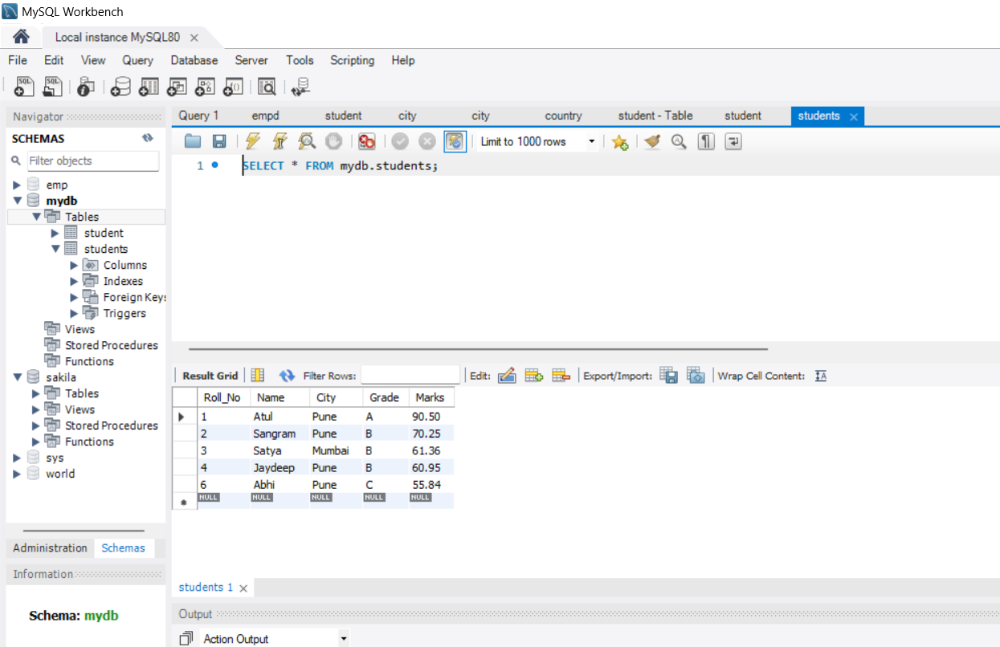 MySQL Workbench
Local instance MySQL80
File Edit View Query Database Server Tools Scripting Help
Navigator
SCHEMAS
Filter objects
emp
mydb
Tables
student
students
Columns
Indexes
Foreign Keys
Triggers
Views
Stored Procedures
Functions
sakila
Tables
Views
Stored Procedures
Functions
sys
world
Administration Schemas
Information
Schema: mydb
Query 1 empd student city city country student - Table student students
Limit to 1000 rows
1 SELECT * FROM mydb.students;
Result Grid Filter Rows: Edit: Export/Import: Wrap Cell Content:
Roll_No Name City Grade Marks
1 Atul Pune A 90.50
2 Sangram Pune B 70.25
3 Satya Mumbai B 61.36
4 Jaydeep Pune B 60.95
6 Abhi Pune C 55.84
NULL NULL NULL NULL NULL
students 1
Output
Action Output